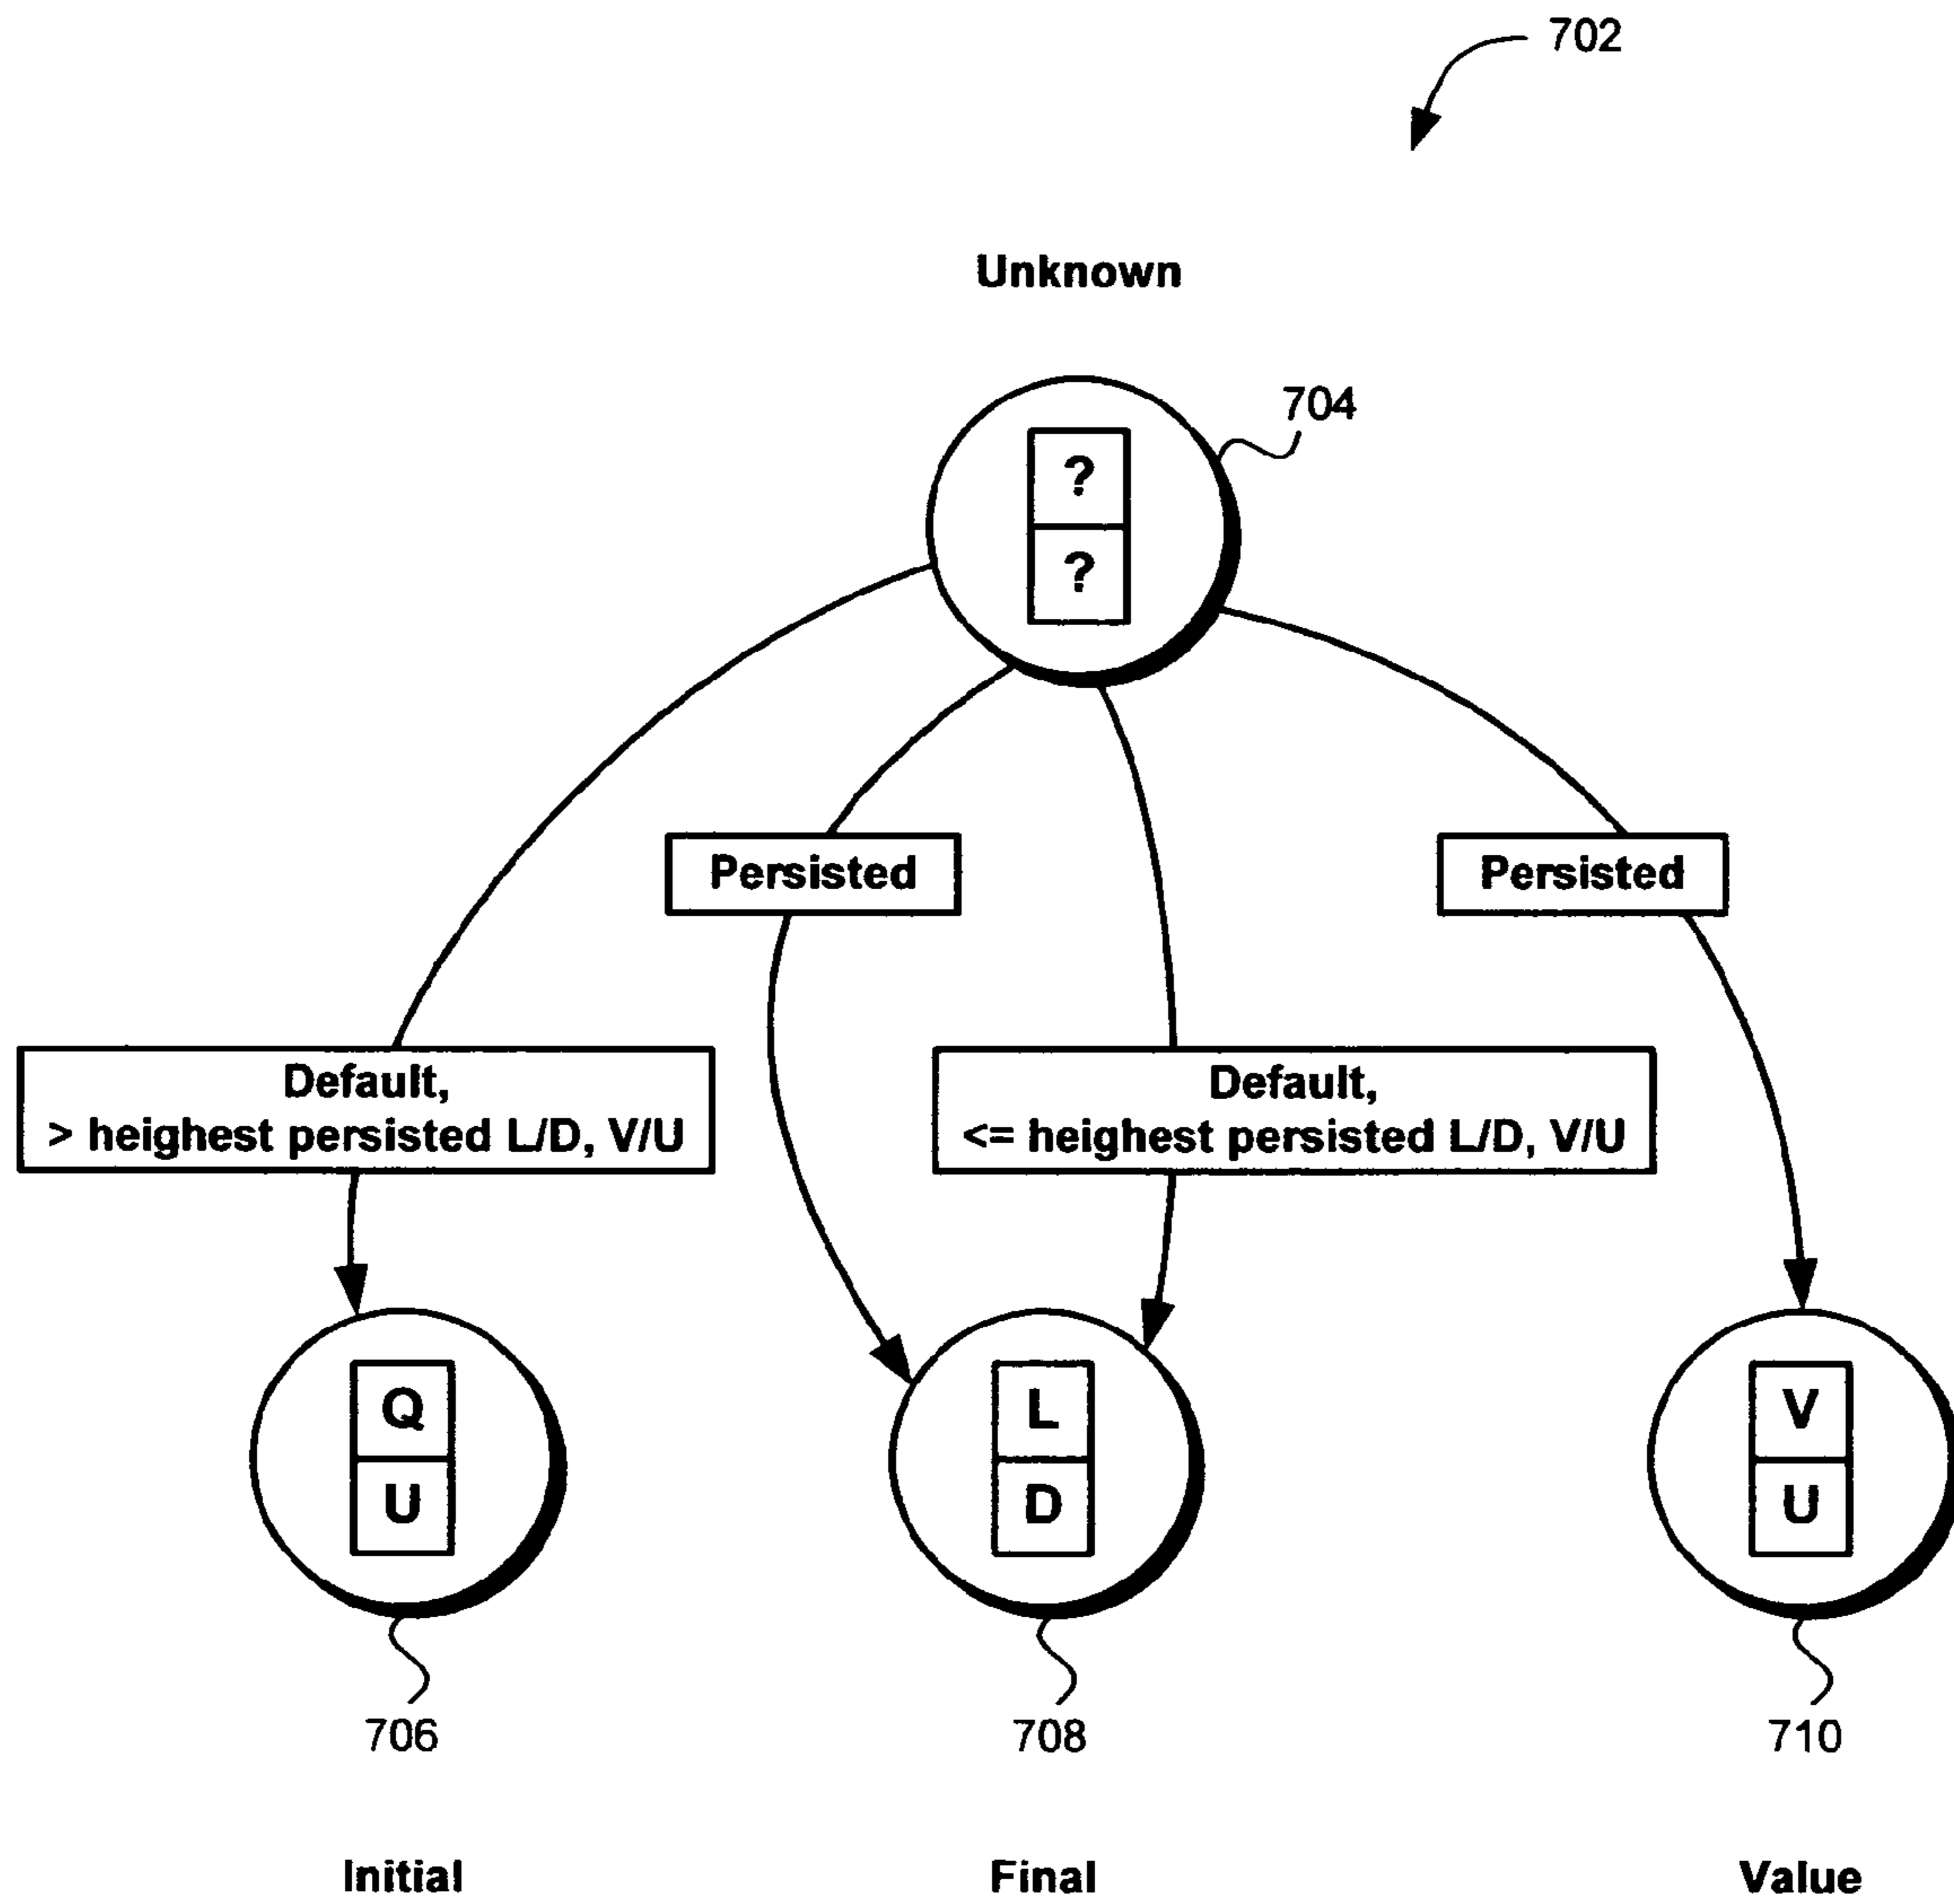 702
Unknown
704
?
?
Persisted
Persisted
Default,
> heighest persisted L/D, V/U
Default,
<= heighest persisted L/D, V/U
Q
U
L
D
V
U
706
708
710
Initial
Final
Value